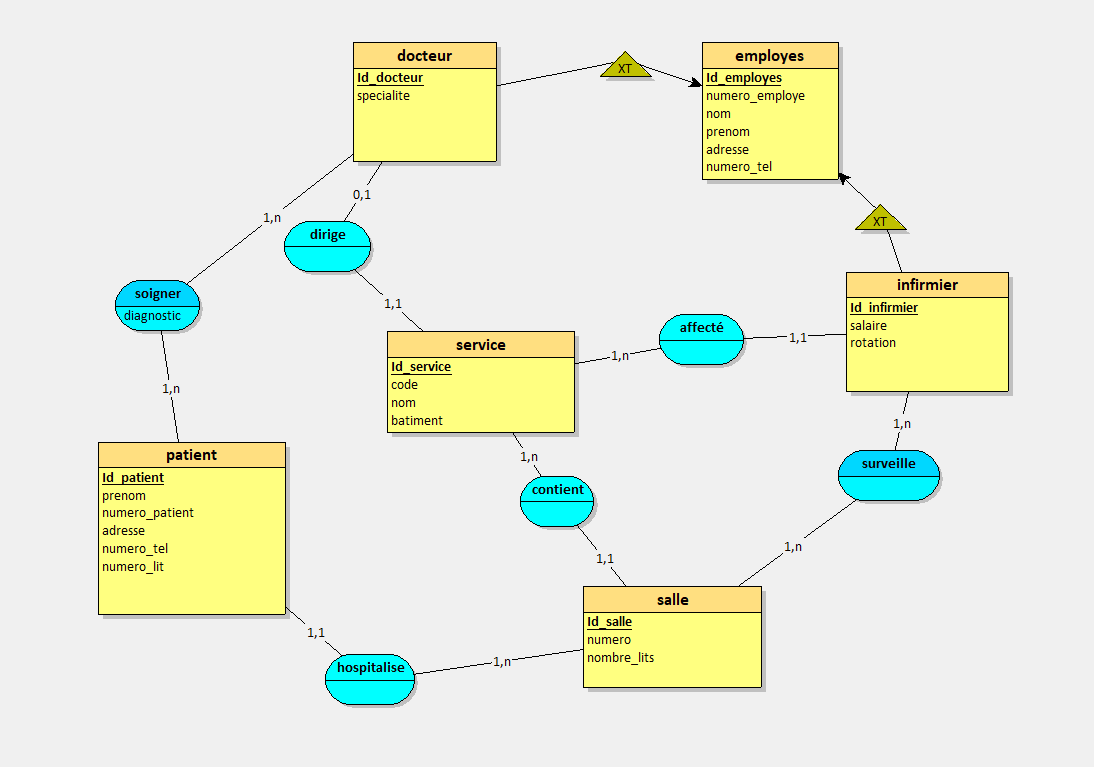 docteur
Id_docteur
specialite
XT
employes
Id_employes
numero_employe
nom
prenom
adresse
numero_tel
0,1
1,n
dirige
XT
soigner
diagnostic
1,1
infirmier
Id_infirmier
salaire
rotation
service
Id_service
code
nom
batiment
affecté
1,n
1,1
1,n
1,n
patient
Id_patient
prenom
numero_patient
adresse
numero_tel
numero_lit
1,n
contient
surveille
1,1
1,n
salle
Id_salle
numero
nombre_lits
1,1
hospitalise
1,n